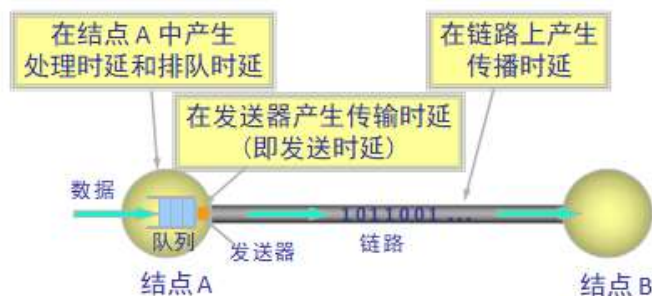 在结点 A 中产生
处理时延和排队时延
在链路上产生
传播时延
在发送器产生传输时延
(即发送时延)
数据
1011001 ...
队列
发送器
链路
结点 A
结点 B